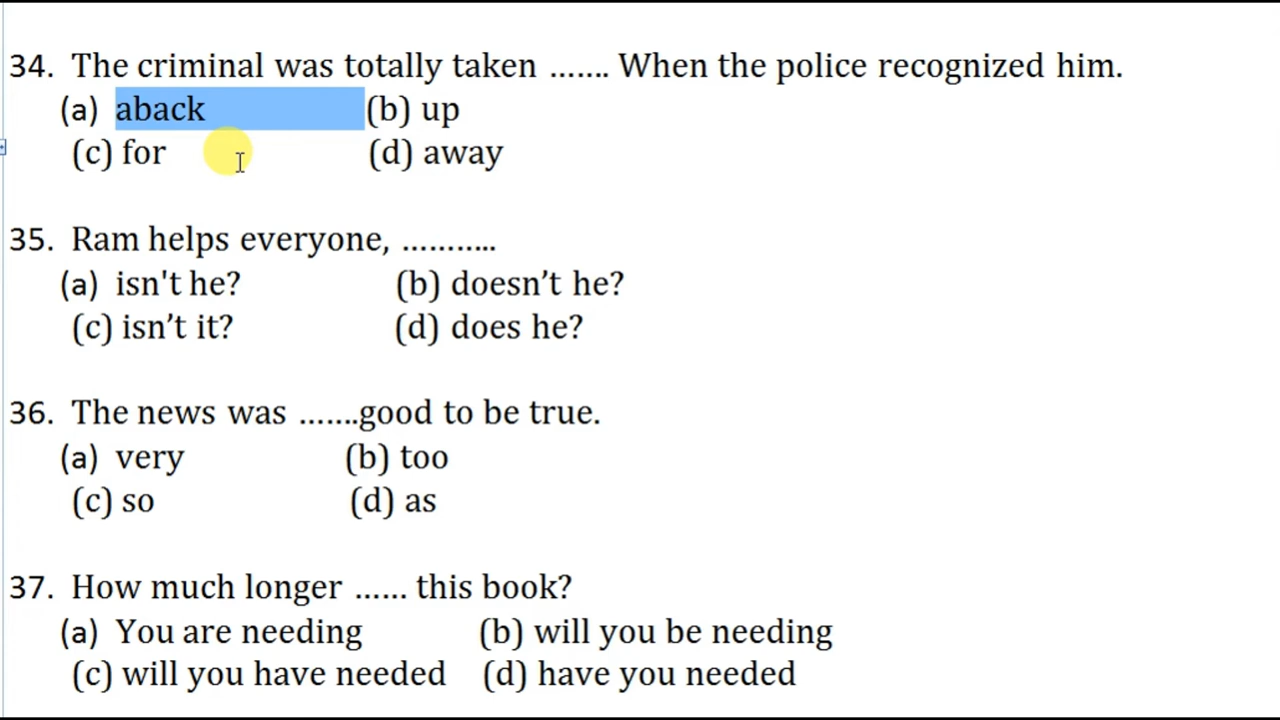 34. The criminal was totally taken ....... When the police recognized him.
(a) aback (b) up
(c) for (d) away
35. Ram helps everyone, ...........
(a) isn't he? (b) doesn’t he?
(c) isn’t it? (d) does he?
36. The news was .......good to be true.
(a) very (b) too
(c) so (d) as
37. How much longer ...... this book?
(a) You are needing (b) will you be needing
(c) will you have needed (d) have you needed